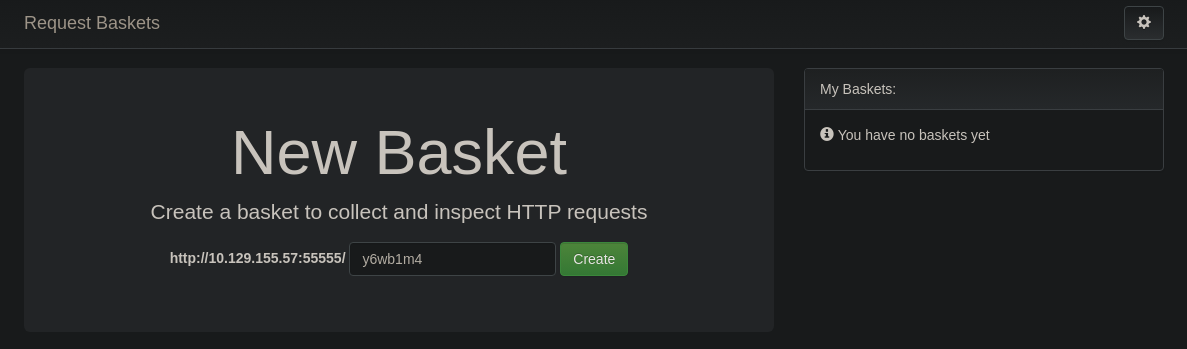 Request Baskets
New Basket
Create a basket to collect and inspect HTTP requests
http://10.129.155.57:55555/ y6wb1m4 Create
My Baskets:
You have no baskets yet